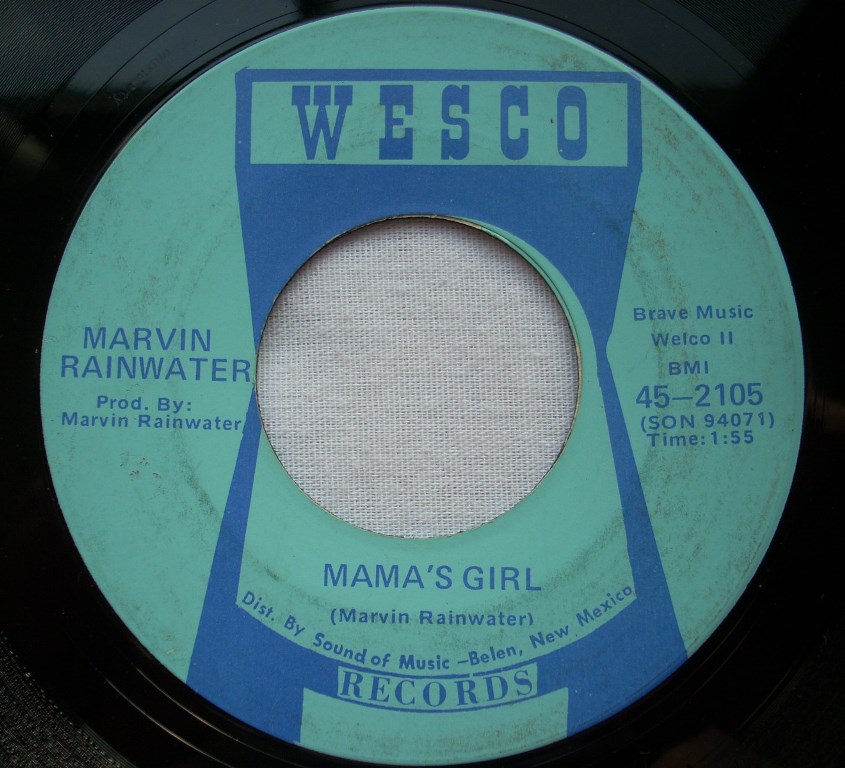 WESCO
MARVIN
RAINWATER
Prod. By:
Marvin Rainwater
Brave Music
Welco II
BMI
45—2105
(SON 94071)
Time: 1:55
MAMA'S GIRL
(Marvin Rainwater)
Dist. By Sound of Music —Belen, New Mexico
RECORDS